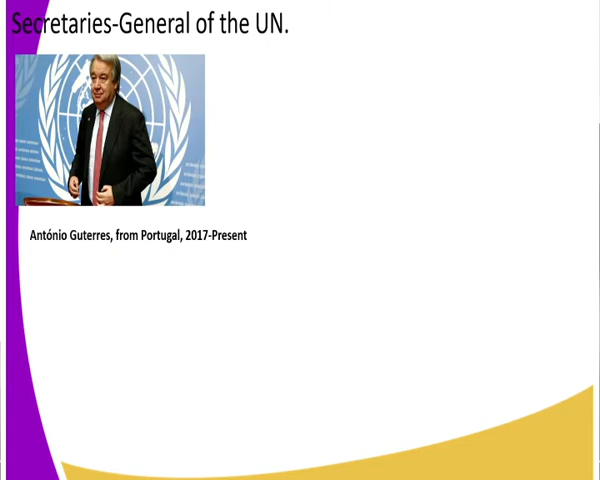 Secretaries-General of the UN.
António Guterres, from Portugal, 2017-Present